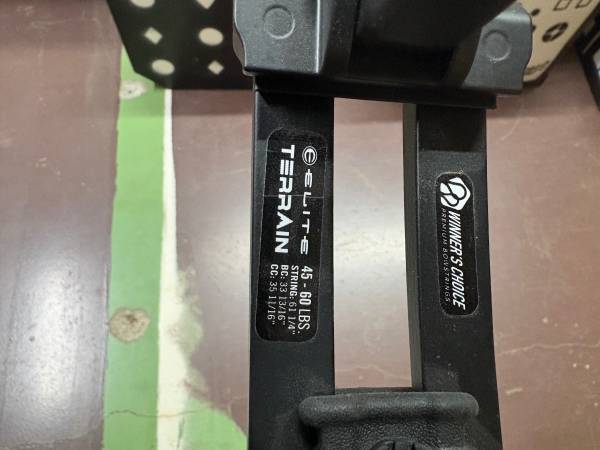 ELITE
TERRAIN
45 - 60 LBS.
STRING: 61 1/4"
BC: 33 13/16"
CC: 35 11/16"
WINNER'S CHOICE
PREMIUM BOWSTRINGS